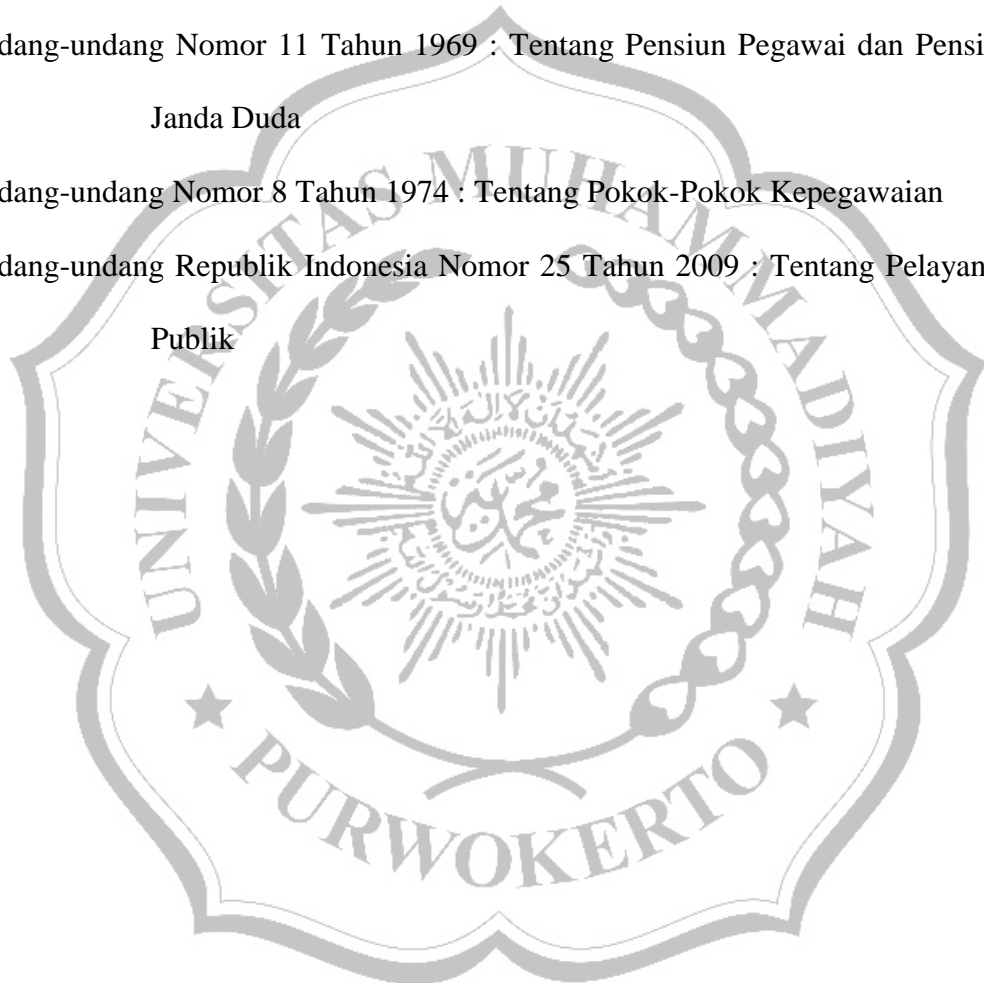 dang-undang Nomor 11 Tahun 1969 : Tentang Pensiun Pegawai dan Pensi
Janda Duda
dang-undang Nomor 8 Tahun 1974 : Tentang Pokok-Pokok Kepegawaian
dang-undang Republik Indonesia Nomor 25 Tahun 2009 : Tentang Pelayan
Publik
UNIVERSITAS MUHAMMADIYAH
PURWOKERTO
محمد